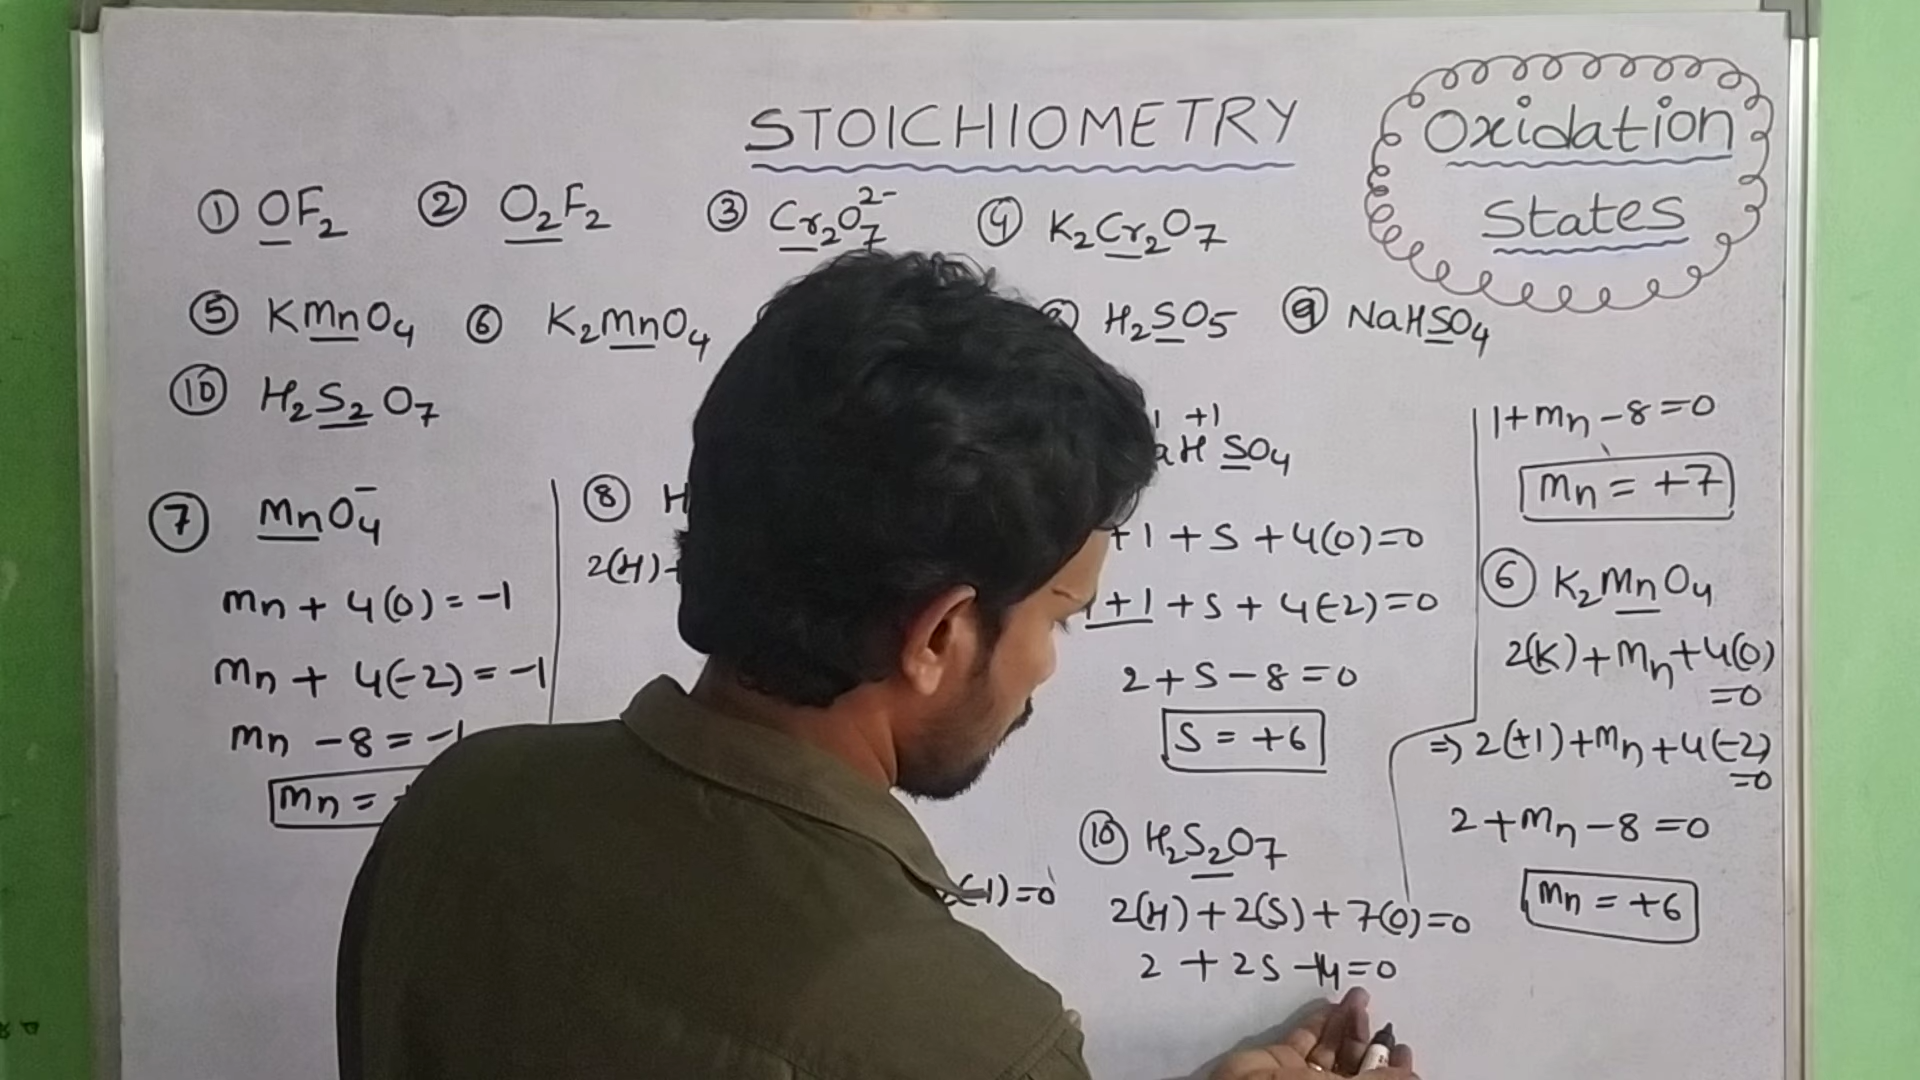 STOICHIOMETRY
Oxidation
States
① OF₂ ② O₂F₂ ③ Cr₂O₇²⁻ ④ K₂Cr₂O₇
⑤ KMnO₄ ⑥ K₂MnO₄ H₂SO₅ ⑨ NaHSO₄
⑩ H₂S₂O₇
⑦ MnO₄⁻
Mn + 4(0) = -1
Mn + 4(-2) = -1
Mn - 8 = -1
Mn =
⑧ H
2(H)
(-1)=0
+1
H SO₄
+1 + S + 4(0)=0
+1 + S + 4(-2)=0
2 + S - 8 = 0
S = +6
⑩ H₂S₂O₇
2(H) + 2(S) + 7(0)=0
2 + 2S -14=0
1+Mn - 8=0
Mn = +7
⑥ K₂MnO₄
2(K)+Mn+4(0)
=0
⇒ 2(+1)+Mn+4(-2)
=0
2+Mn-8=0
Mn = +6